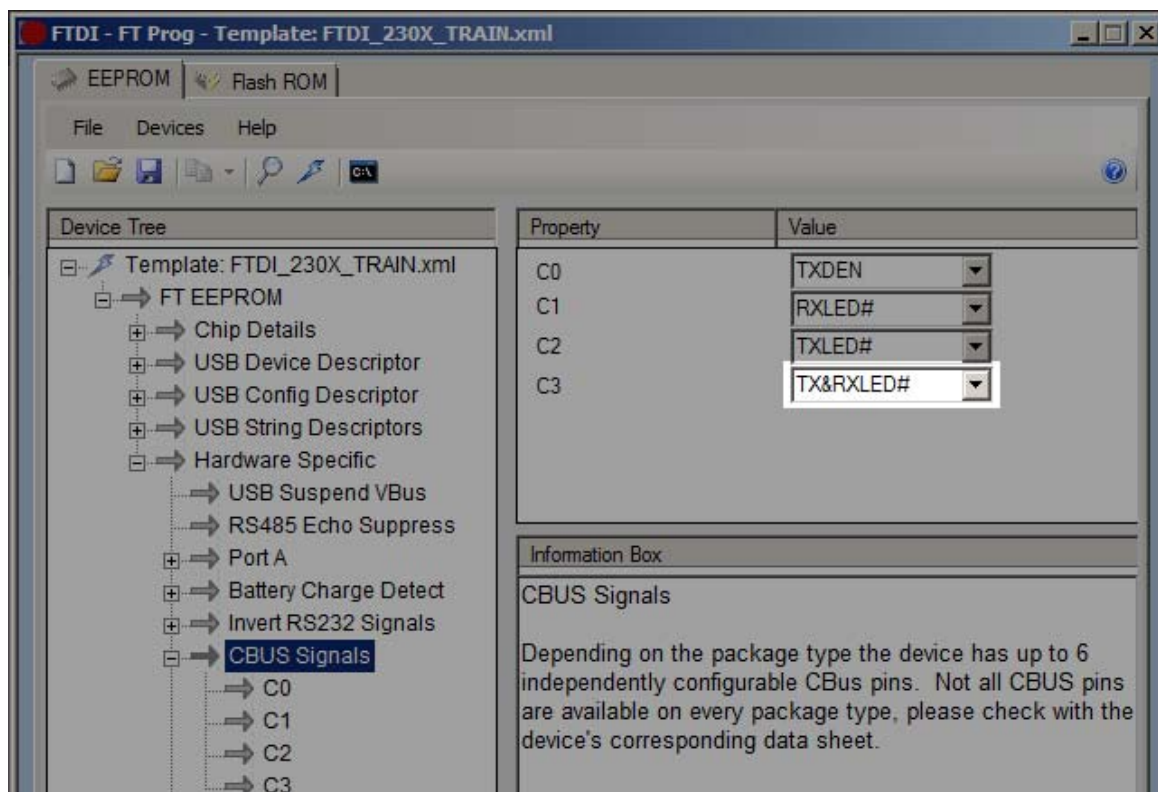 FTDI - FT Prog - Template: FTDI_230X_TRAIN.xml
EEPROM
Flash ROM
File Devices Help
C:\
Device Tree
Template: FTDI_230X_TRAIN.xml
FT EEPROM
Chip Details
USB Device Descriptor
USB Config Descriptor
USB String Descriptors
Hardware Specific
USB Suspend VBus
RS485 Echo Suppress
Port A
Battery Charge Detect
Invert RS232 Signals
CBUS Signals
C0
C1
C2
C3
Property Value
C0 TXDEN
C1 RXLED#
C2 TXLED#
C3 TX&RXLED#
Information Box
CBUS Signals
Depending on the package type the device has up to 6
independently configurable CBus pins. Not all CBUS pins
are available on every package type, please check with the
device's corresponding data sheet.